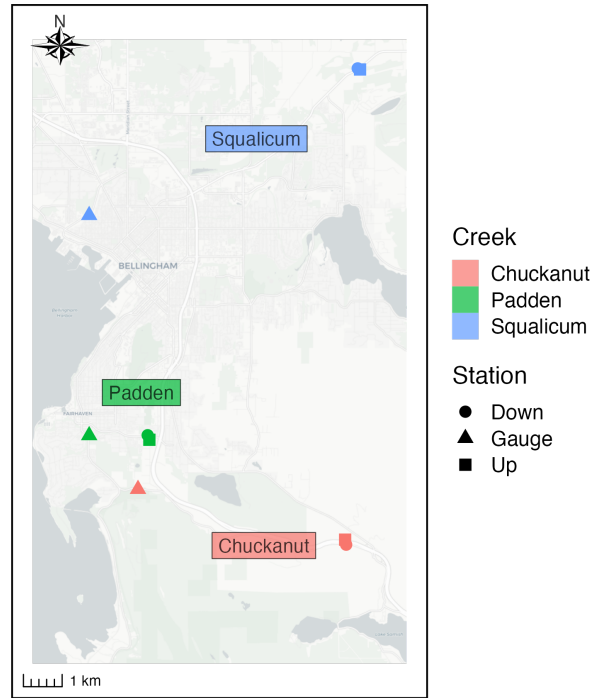 N
Squalicum
BELLINGHAM
Padden
FAIRHAVEN
Chuckanut
1 km
Creek
Chuckanut
Padden
Squalicum
Station
Down
Gauge
Up